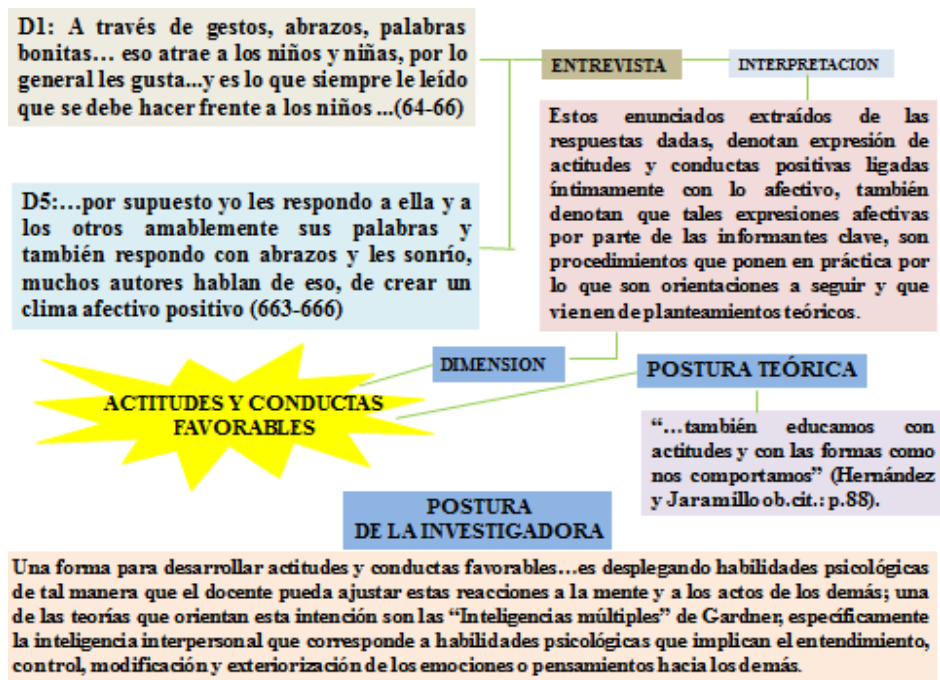 D1: A través de gestos, abrazos, palabras
bonitas… eso atrae a los niños y niñas, por lo
general les gusta...y es lo que siempre le leído
que se debe hacer frente a los niños ...(64-66)
ENTREVISTA
INTERPRETACION
Estos enunciados extraídos de las
respuestas dadas, denotan expresión de
actitudes y conductas positivas ligadas
íntimamente con lo afectivo, también
denotan que tales expresiones afectivas
por parte de las informantes clave, son
procedimientos que ponen en práctica por
lo que son orientaciones a seguir y que
vienen de planteamientos teóricos.
D5:…por supuesto yo les respondo a ella y a
los otros amablemente sus palabras y
también respondo con abrazos y les sonrío,
muchos autores hablan de eso, de crear un
clima afectivo positivo (663-666)
DIMENSION
ACTITUDES Y CONDUCTAS
FAVORABLES
POSTURA TEÓRICA
“…también educamos con
actitudes y con las formas como
nos comportamos” (Hernández
y Jaramillo ob.cit.: p.88).
POSTURA
DE LA INVESTIGADORA
Una forma para desarrollar actitudes y conductas favorables…es desplegando habilidades psicológicas
de tal manera que el docente pueda ajustar estas reacciones a la mente y a los actos de los demás; una
de las teorías que orientan esta intención son las “Inteligencias múltiples” de Gardner, específicamente
la inteligencia interpersonal que corresponde a habilidades psicológicas que implican el entendimiento,
control, modificación y exteriorización de los emociones o pensamientos hacia los demás.